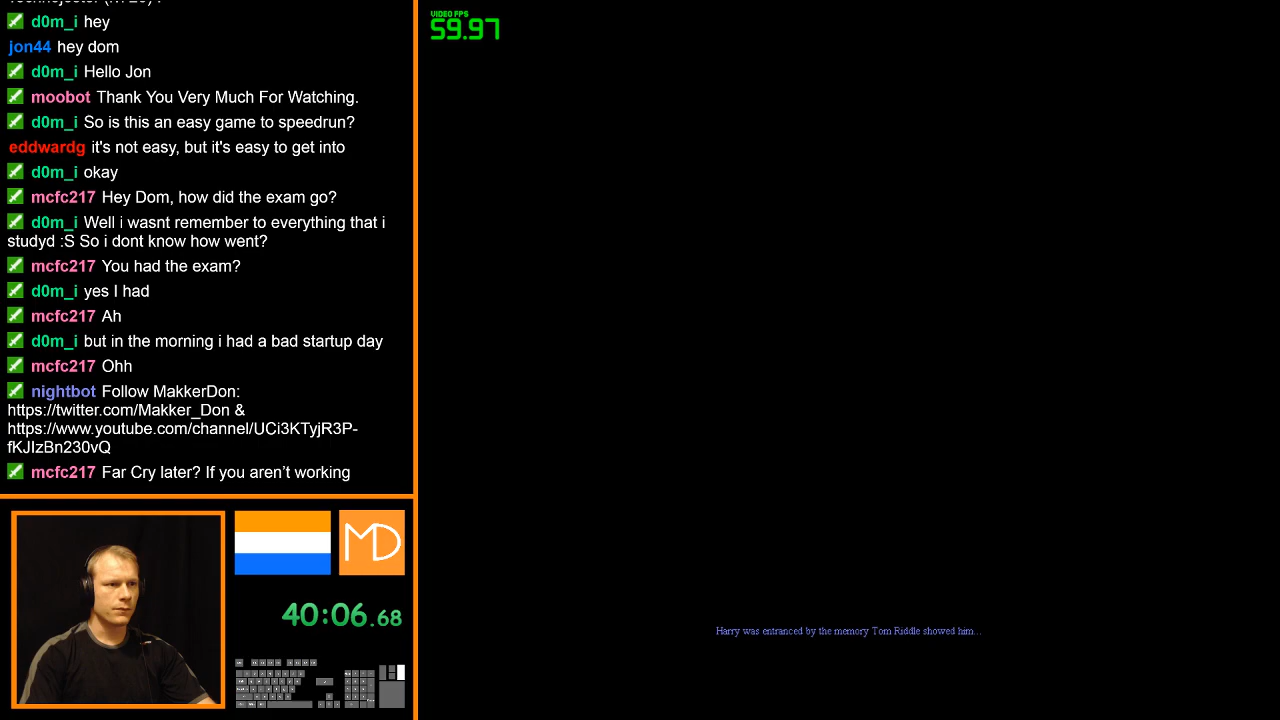 d0m_i hey
jon44 hey dom
d0m_i Hello Jon
moobot Thank You Very Much For Watching.
d0m_i So is this an easy game to speedrun?
eddwardg it's not easy, but it's easy to get into
d0m_i okay
mcfc217 Hey Dom, how did the exam go?
d0m_i Well i wasnt remember to everything that i
studyd :S So i dont know how went?
mcfc217 You had the exam?
d0m_i yes I had
mcfc217 Ah
d0m_i but in the morning i had a bad startup day
mcfc217 Ohh
nightbot Follow MakkerDon:
https://twitter.com/Makker_Don &
https://www.youtube.com/channel/UCi3KTyjR3P-
fKJIzBn230vQ
mcfc217 Far Cry later? If you aren't working
MD
40:06.68
VIDEO FPS
59.97
Harry was entranced by the memory Tom Riddle showed him...